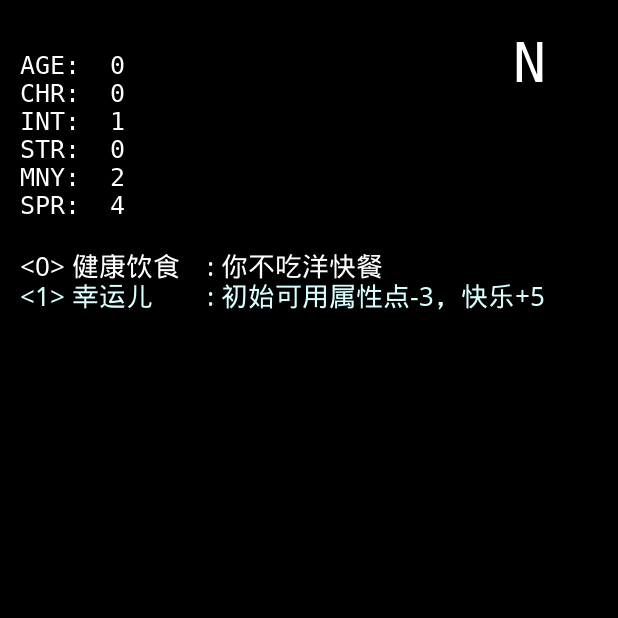 N
AGE: 0
CHR: 0
INT: 1
STR: 0
MNY: 2
SPR: 4
<0> 健康饮食 : 你不吃洋快餐
<1> 幸运儿 : 初始可用属性点-3，快乐+5